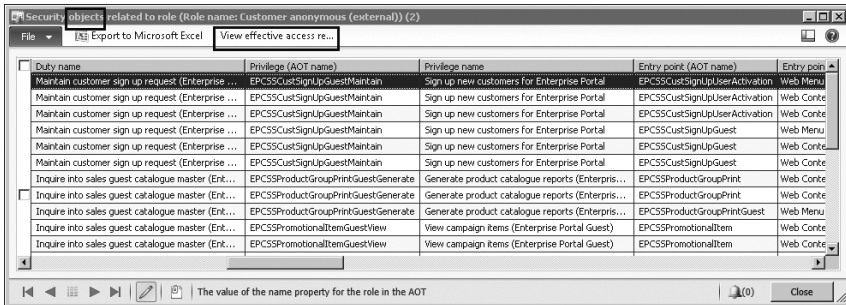 Security objects related to role (Role name: Customer anonymous (external)) (2)
File Export to Microsoft Excel View effective access re...
Duty name Privilege (AOT name) Privilege name Entry point (AOT name) Entry poin
Maintain customer sign up request (Enterprise ... EPCSSCustSignUpGuestMaintain Sign up new customers for Enterprise Portal EPCSSCustSignUpUserActivation Web Menu
Maintain customer sign up request (Enterprise ... EPCSSCustSignUpGuestMaintain Sign up new customers for Enterprise Portal EPCSSCustSignUpUserActivation Web Conte
Maintain customer sign up request (Enterprise ... EPCSSCustSignUpGuestMaintain Sign up new customers for Enterprise Portal EPCSSCustSignUpUserActivation Web Conte
Maintain customer sign up request (Enterprise ... EPCSSCustSignUpGuestMaintain Sign up new customers for Enterprise Portal EPCSSCustSignUpGuest Web Menu
Maintain customer sign up request (Enterprise ... EPCSSCustSignUpGuestMaintain Sign up new customers for Enterprise Portal EPCSSCustSignUpGuest Web Conte
Maintain customer sign up request (Enterprise ... EPCSSCustSignUpGuestMaintain Sign up new customers for Enterprise Portal EPCSSCustSignUpGuest Web Conte
Inquire into sales guest catalogue master (Ent... EPCSSProductGroupPrintGuestGenerate Generate product catalogue reports (Enterpris... EPCSSProductGroupPrint Web Conte
Inquire into sales guest catalogue master (Ent... EPCSSProductGroupPrintGuestGenerate Generate product catalogue reports (Enterpris... EPCSSProductGroupPrint Web Conte
Inquire into sales guest catalogue master (Ent... EPCSSProductGroupPrintGuestGenerate Generate product catalogue reports (Enterpris... EPCSSProductGroupPrintGuest Web Menu
Inquire into sales guest catalogue master (Ent... EPCSSPromotionalItemGuestView View campaign items (Enterprise Portal Guest) EPCSSPromotionalItem Web Conte
Inquire into sales guest catalogue master (Ent... EPCSSPromotionalItemGuestView View campaign items (Enterprise Portal Guest) EPCSSPromotionalItem Web Conte
The value of the name property for the role in the AOT (0) Close